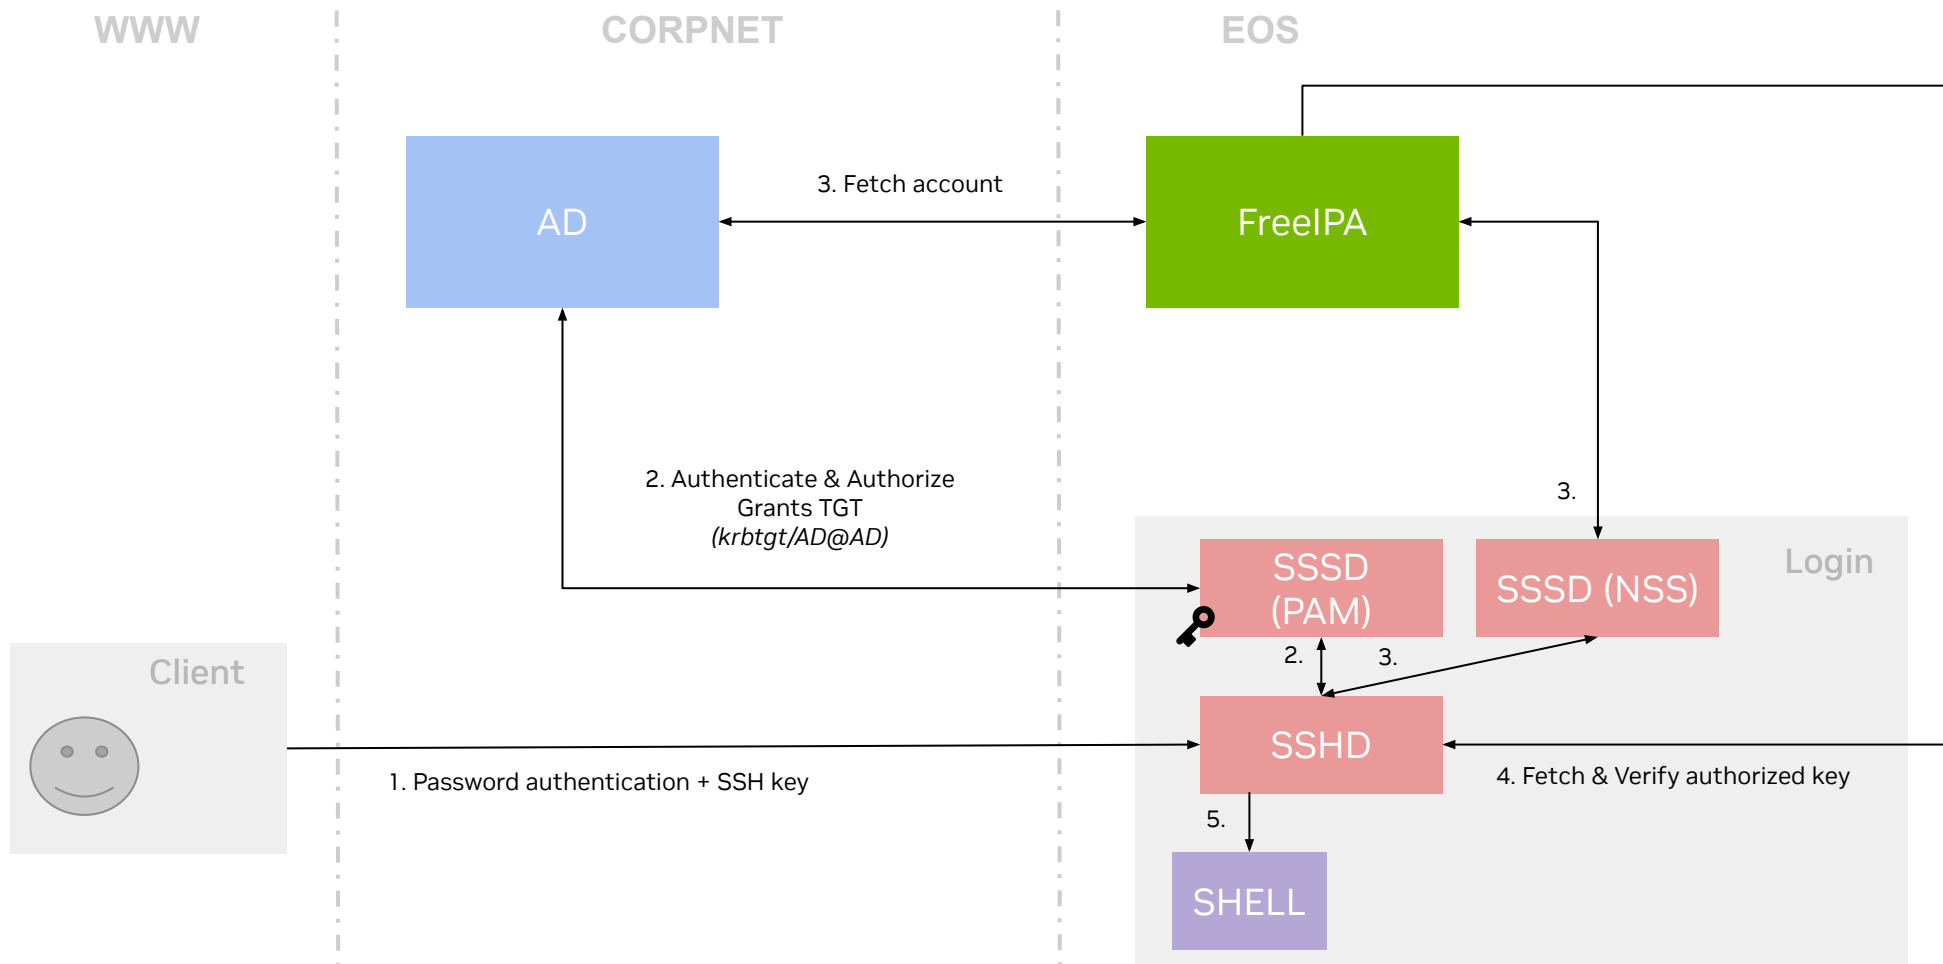 WWW
CORPNET
EOS
AD
3. Fetch account
FreeIPA
2. Authenticate & Authorize
Grants TGT
(krbtgt/AD@AD)
3.
Login
SSSD
(PAM)
SSSD (NSS)
2.
3.
Client
SSHD
1. Password authentication + SSH key
4. Fetch & Verify authorized key
5.
SHELL